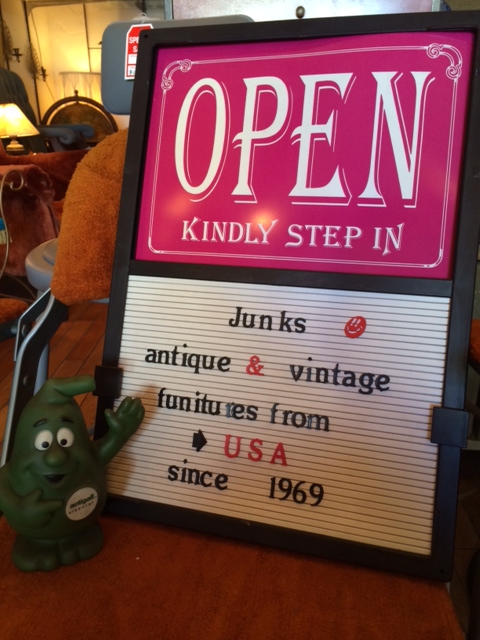 OPEN
KINDLY STEP IN
Junks
antique & vintage
funitures from
USA
since 1969